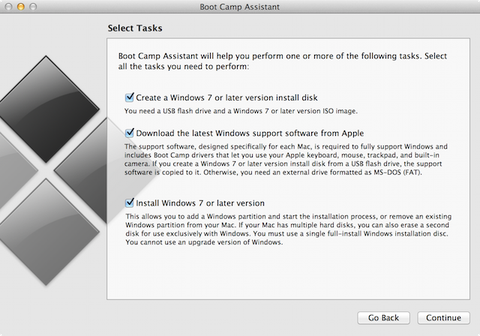 Boot Camp Assistant
Select Tasks
Boot Camp Assistant will help you perform one or more of the following tasks. Select
all the tasks you need to perform:
Create a Windows 7 or later version install disk
You need a USB flash drive and a Windows 7 or later version ISO image.
Download the latest Windows support software from Apple
The support software, designed specifically for each Mac, is required to fully support Windows and
includes Boot Camp drivers that let you use your Apple keyboard, mouse, trackpad, and built-in
camera. If you create a Windows 7 or later version install disk from a USB flash drive, the support
software is copied to it. Otherwise, you need an external drive formatted as MS-DOS (FAT).
Install Windows 7 or later version
This allows you to add a Windows partition and start the installation process, or remove an existing
Windows partition from your Mac. If your Mac has multiple hard disks, you can also erase a second
disk for use exclusively with Windows. You must use a single full-install Windows installation disc.
You cannot use an upgrade version of Windows.
Go Back
Continue